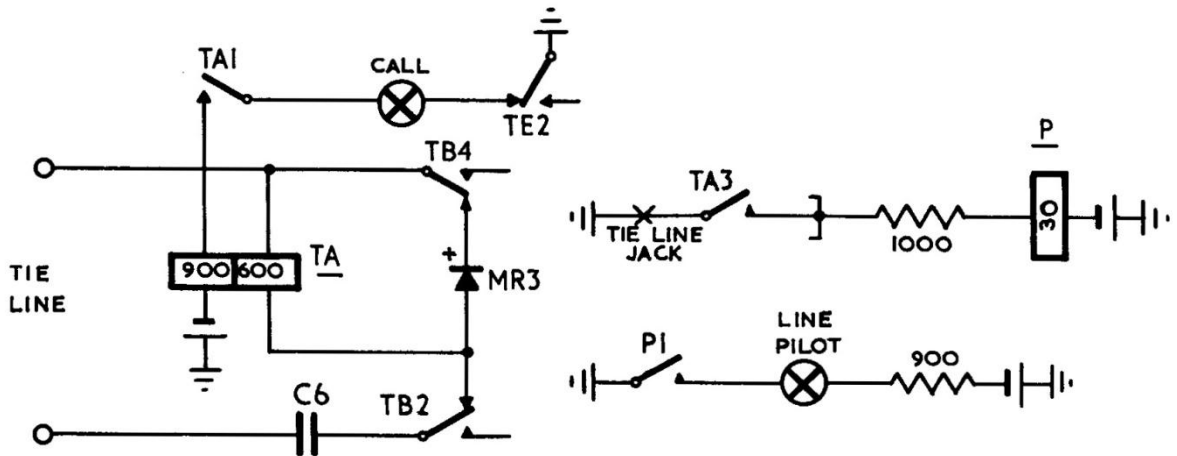 TA1
CALL
TE2
TB4
P
TA3
30
TIE LINE
JACK
1000
900 600
TA
+
MR3
TIE
LINE
LINE
PILOT
P1
900
C6
TB2